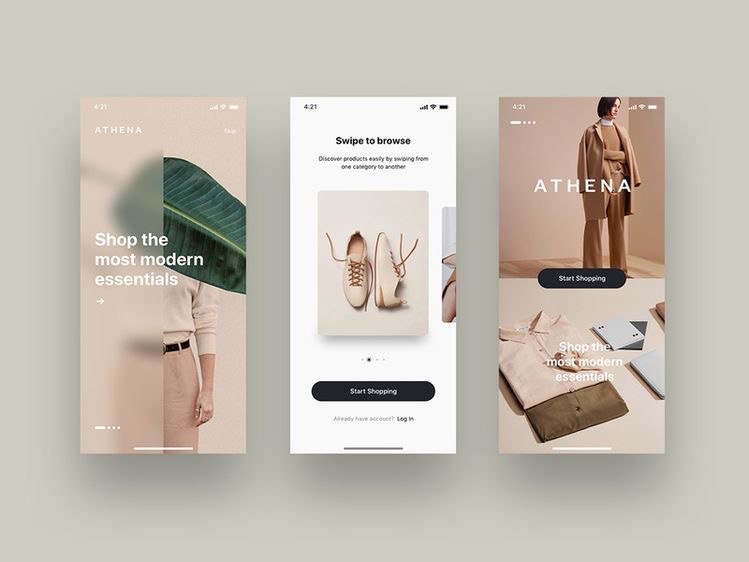 4:21
ATHENA
Skip
Shop the
most modern
essentials
4:21
Swipe to browse
Discover products easily by swiping from
one category to another
Start Shopping
Already have account? Log In
4:21
ATHENA
Start Shopping
Shop the
most modern
essentials